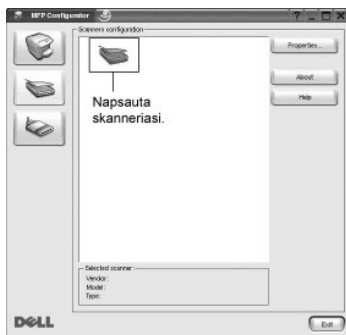 MFP Configurator
Scanners configuration
Properties...
About
Help
Napsauta
skanneriasi.
Selected scanner:
Vendor:
Model:
Type:
DELL
Exit